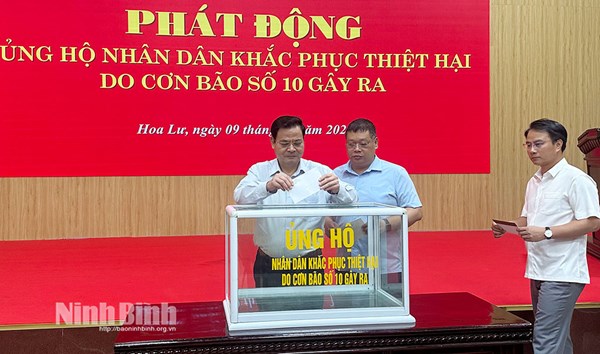 PHÁT ĐỘNG
ỦNG HỘ NHÂN DÂN KHẮC PHỤC THIỆT HẠI
DO CƠN BÃO SỐ 10 GÂY RA
Hoa Lư, ngày 09 tháng
ỦNG HỘ
NHÂN DÂN KHẮC PHỤC THIỆT HẠI
DO CƠN BÃO SỐ 10 GÂY RA
Ninh Bình
http://baoninhbinh.org.vn